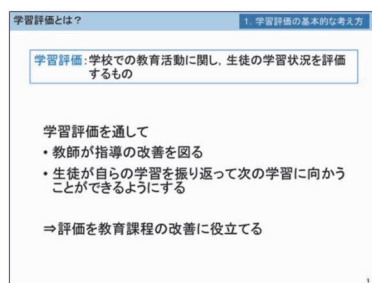 学習評価とは？
1. 学習評価の基本的な考え方
学習評価：学校での教育活動に関し，生徒の学習状況を評価
するもの
学習評価を通して
・教師が指導の改善を図る
・生徒が自らの学習を振り返って次の学習に向かう
ことができるようにする
⇒評価を教育課程の改善に役立てる
1